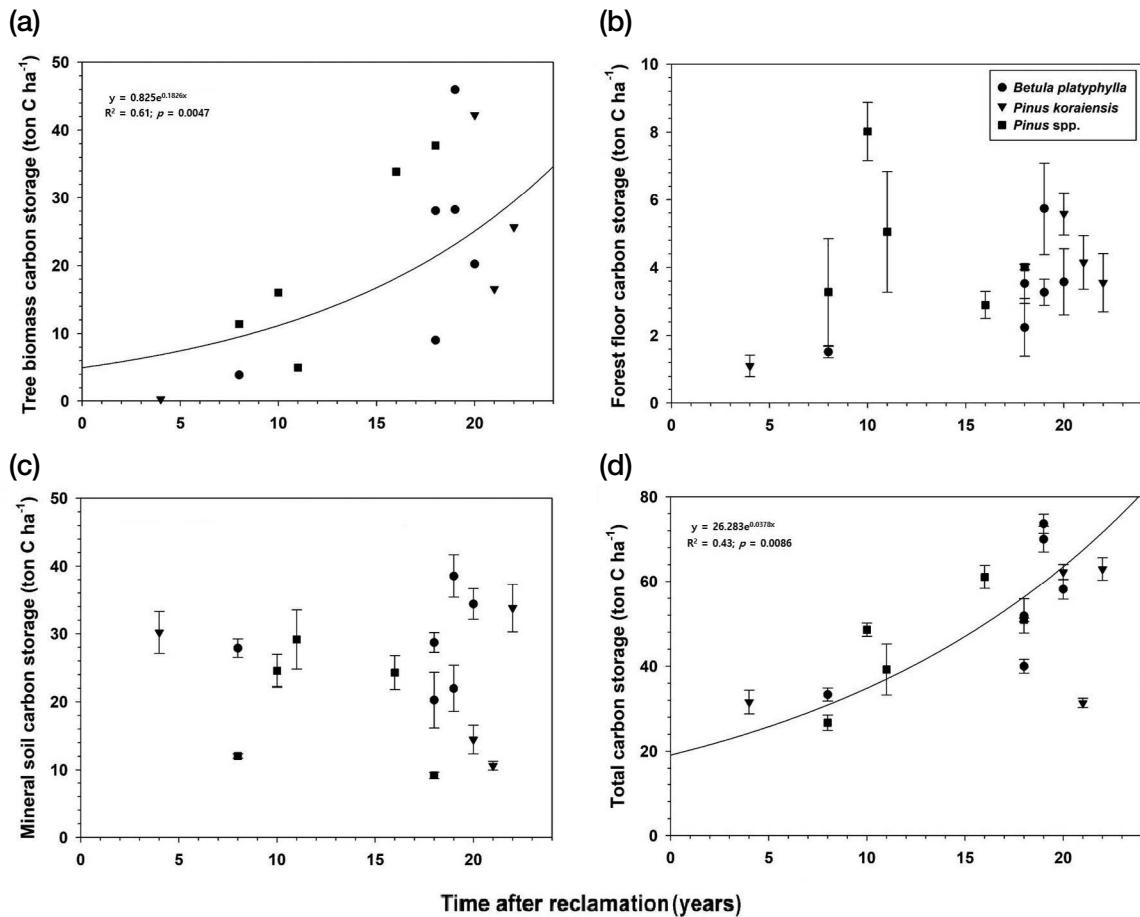 (a)
50
40
30
20
10
0
0 5 10 15 20
Tree biomass carbon storage (ton C ha⁻¹)
y = 0.825e^0.1826x
R² = 0.61; p = 0.0047
(b)
10
8
6
4
2
0
0 5 10 15 20
Forest floor carbon storage (ton C ha⁻¹)
Betula platyphylla
Pinus koraiensis
Pinus spp.
(c)
50
40
30
20
10
0
0 5 10 15 20
Mineral soil carbon storage (ton C ha⁻¹)
(d)
80
60
40
20
0
0 5 10 15 20
Total carbon storage (ton C ha⁻¹)
y = 26.283e^0.0378x
R² = 0.43; p = 0.0086
Time after reclamation (years)